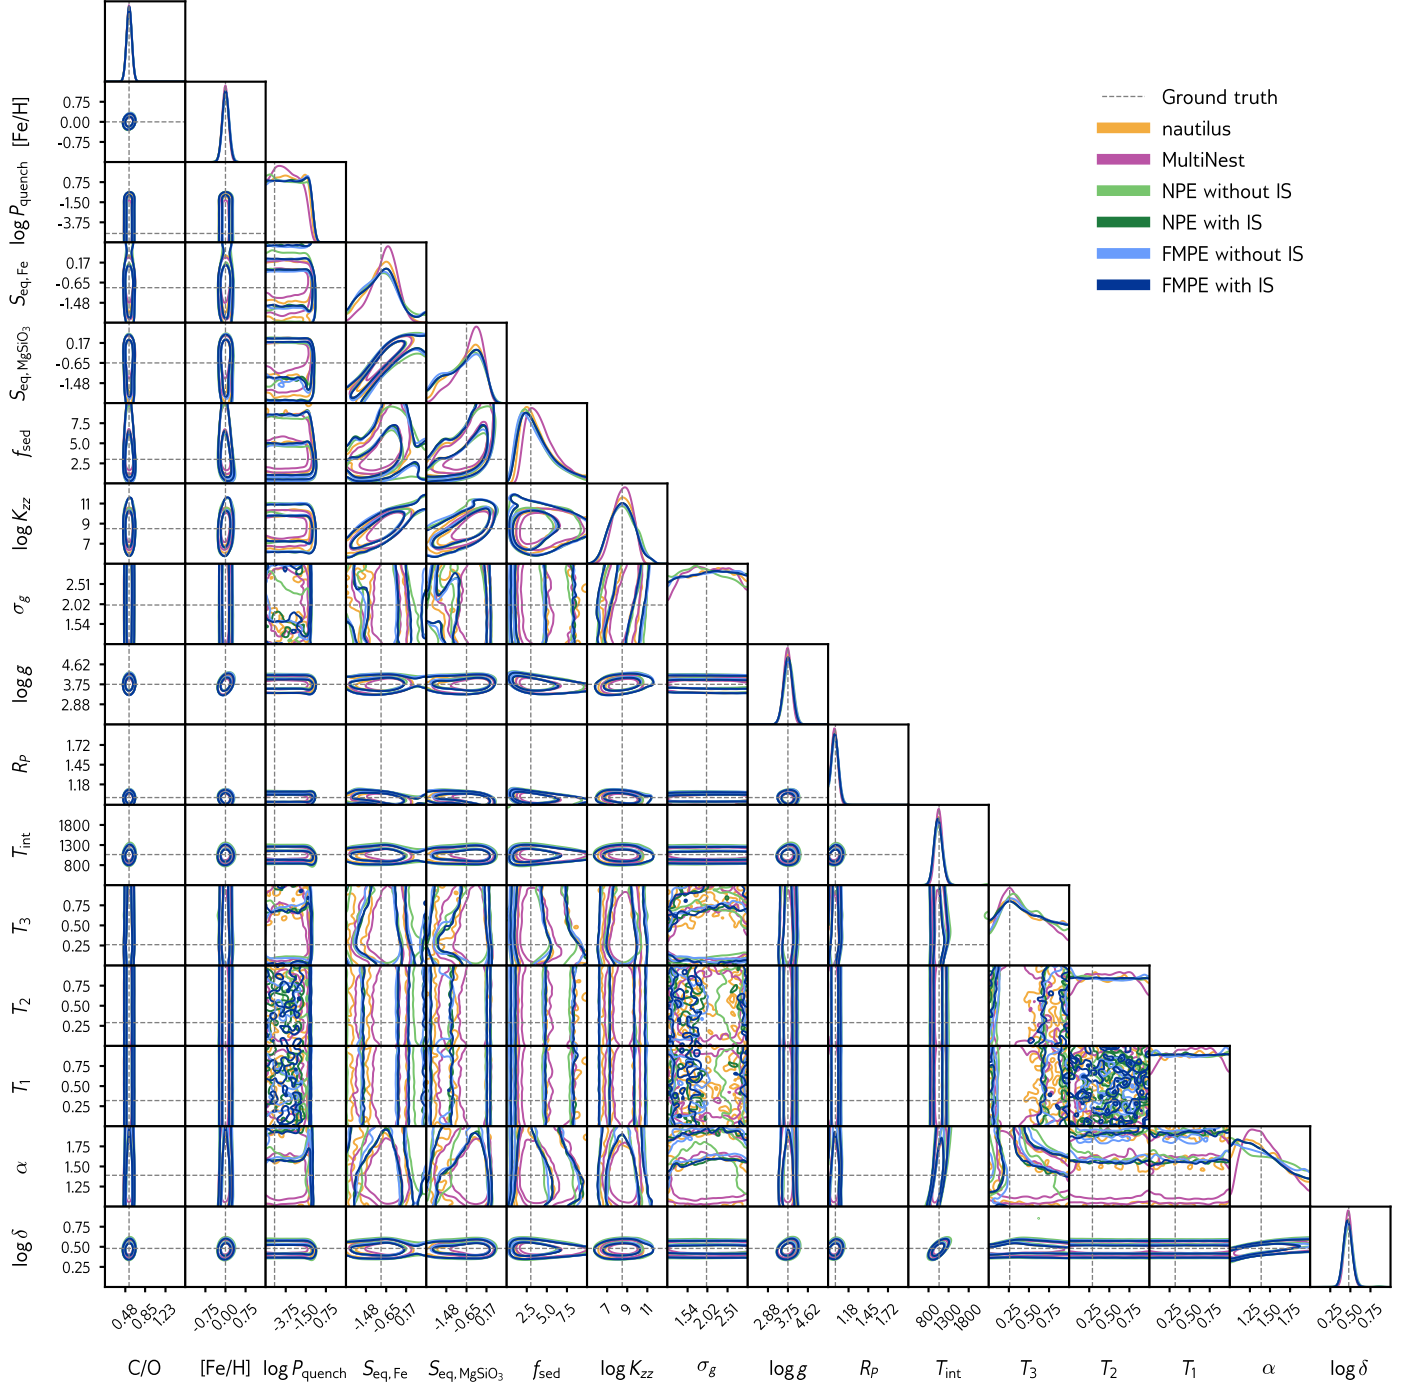 Ground truth
nautilus
MultiNest
NPE without IS
NPE with IS
FMPE without IS
FMPE with IS
[Fe/H]
0.75
0.00
-0.75
log P_quench
0.75
-1.50
-3.75
S_eq,Fe
0.17
-0.65
-1.48
S_eq,MgSiO₃
0.17
-0.65
-1.48
f_sed
7.5
5.0
2.5
log K_zz
11
9
7
σ_g
2.51
2.02
1.54
log g
4.62
3.75
2.88
R_P
1.72
1.45
1.18
T_int
1800
1300
800
T₃
0.75
0.50
0.25
T₂
0.75
0.50
0.25
T₁
0.75
0.50
0.25
α
1.75
1.50
1.25
log δ
0.75
0.50
0.25
0.48 0.85 1.23 -0.75 0.00 0.75 -3.75 -1.50 0.75 -1.48 -0.65 0.17 -1.48 -0.65 0.17 2.5 5.0 7.5 7 9 11 1.54 2.02 2.51 2.88 3.75 4.62 1.18 1.45 1.72 800 1300 1800 0.25 0.50 0.75 0.25 0.50 0.75 0.25 0.50 0.75 1.25 1.50 1.75 0.25 0.50 0.75
C/O [Fe/H] log P_quench S_eq,Fe S_eq,MgSiO₃ f_sed log K_zz σ_g log g R_P T_int T₃ T₂ T₁ α log δ